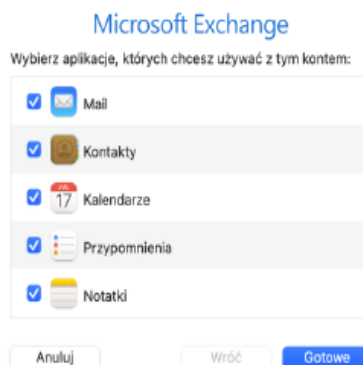 Microsoft Exchange
Wybierz aplikacje, których chcesz używać z tym kontem:
Mail
Kontakty
17 Kalendarze
Przypomnienia
Notatki
Anuluj Wróć Gotowe